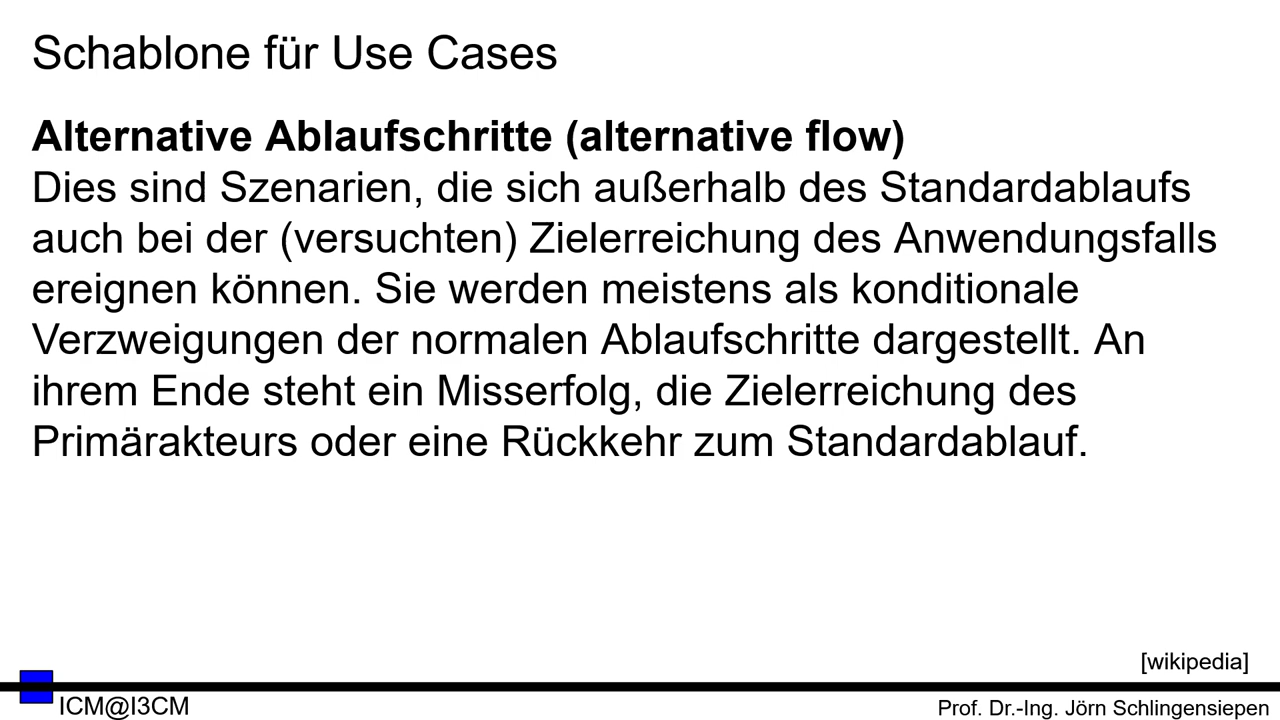 Schablone für Use Cases
Alternative Ablaufschritte (alternative flow)
Dies sind Szenarien, die sich außerhalb des Standardablaufs
auch bei der (versuchten) Zielerreichung des Anwendungsfalls
ereignen können. Sie werden meistens als konditionale
Verzweigungen der normalen Ablaufschritte dargestellt. An
ihrem Ende steht ein Misserfolg, die Zielerreichung des
Primärakteurs oder eine Rückkehr zum Standardablauf.
[wikipedia]
ICM@I3CM
Prof. Dr.-Ing. Jörn Schlingensiepen